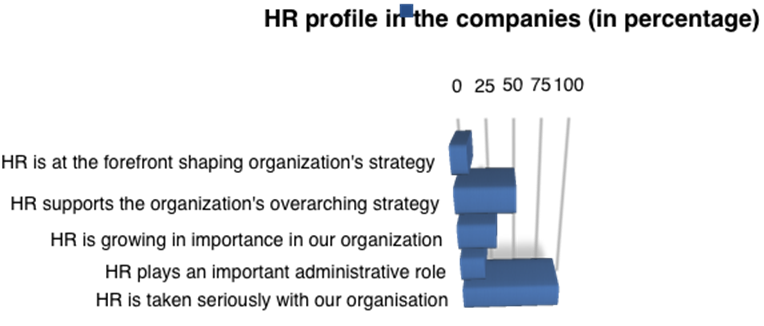 HR profile in the companies (in percentage)
0 25 50 75 100
HR is at the forefront shaping organization's strategy
HR supports the organization's overarching strategy
HR is growing in importance in our organization
HR plays an important administrative role
HR is taken seriously with our organisation